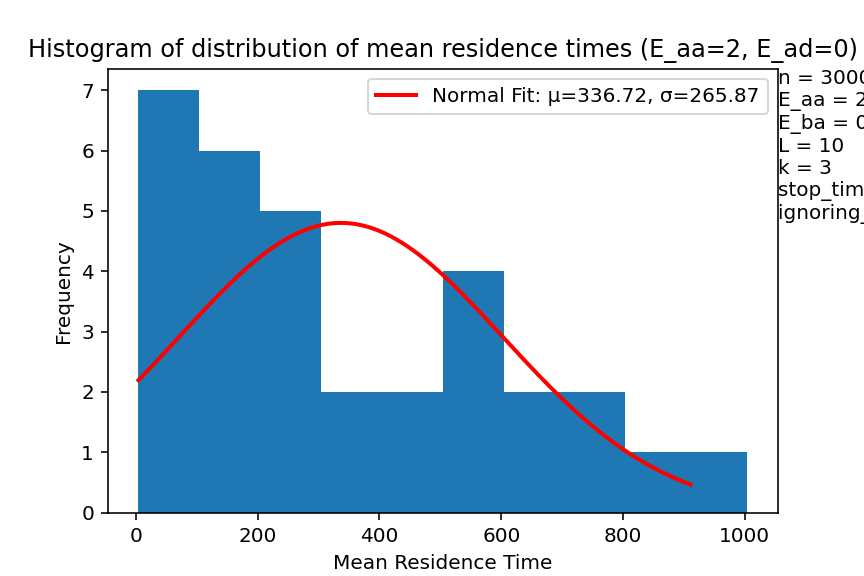 Histogram of distribution of mean residence times (E_aa=2, E_ad=0)
Normal Fit: μ=336.72, σ=265.87
n = 3000
E_aa = 2
E_ba = 0
L = 10
k = 3
stop_tim
ignoring_
Frequency
7
6
5
4
3
2
1
0
0 200 400 600 800 1000
Mean Residence Time